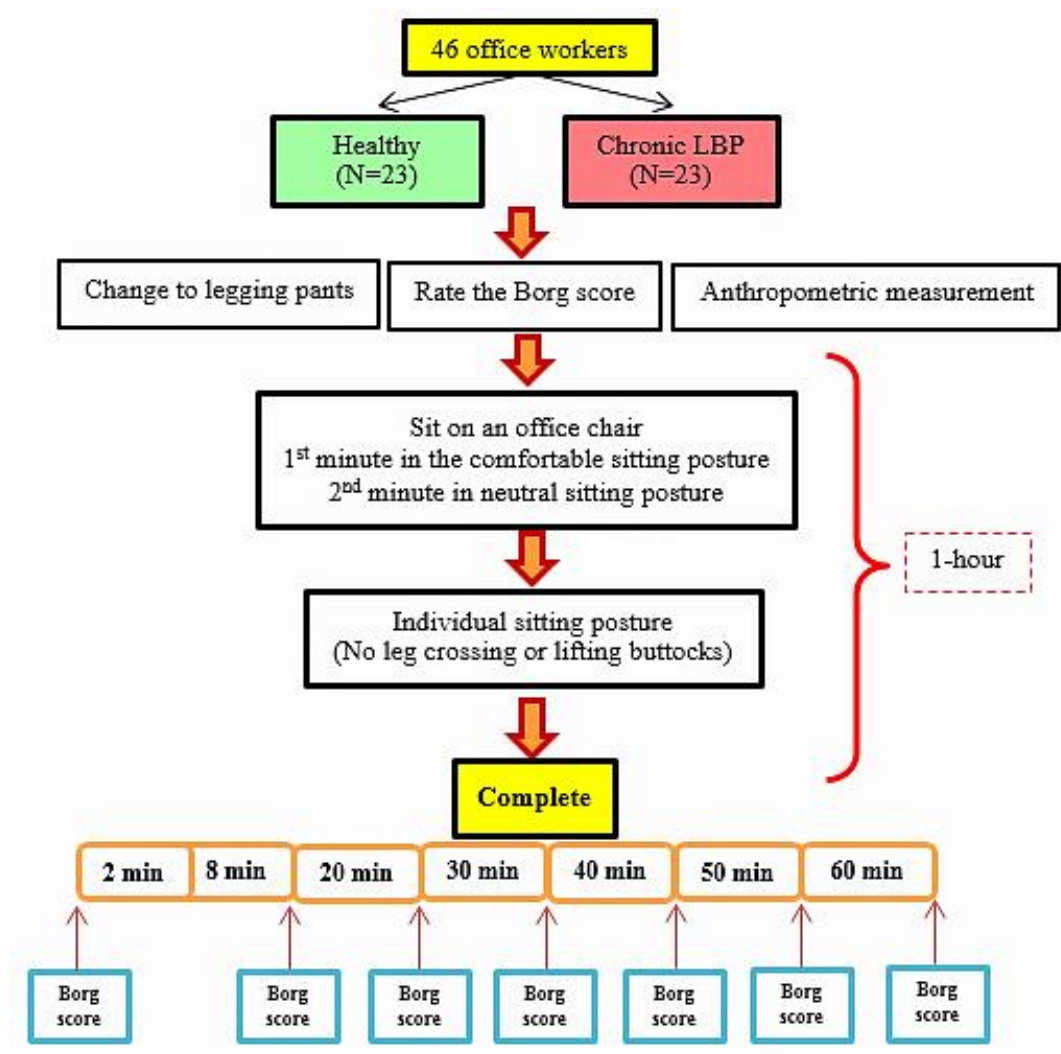 46 office workers
Healthy
(N=23)
Chronic LBP
(N=23)
Change to legging pants
Rate the Borg score
Anthropometric measurement
Sit on an office chair
1st minute in the comfortable sitting posture
2nd minute in neutral sitting posture
1-hour
Individual sitting posture
(No leg crossing or lifting buttocks)
Complete
2 min
8 min
20 min
30 min
40 min
50 min
60 min
Borg
score
Borg
score
Borg
score
Borg
score
Borg
score
Borg
score
Borg
score